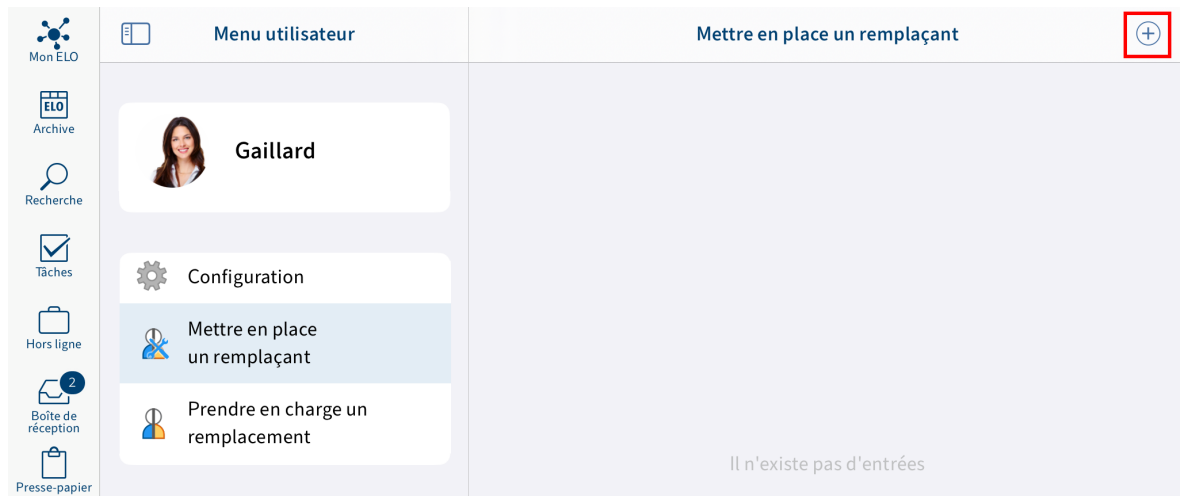 Mon ELO
ELO
Archive
Recherche
Tâches
Hors ligne
2
Boîte de
réception
Presse-papier
Menu utilisateur
Gaillard
Configuration
Mettre en place
un remplaçant
Prendre en charge un
remplacement
Mettre en place un remplaçant
Il n'existe pas d'entrées